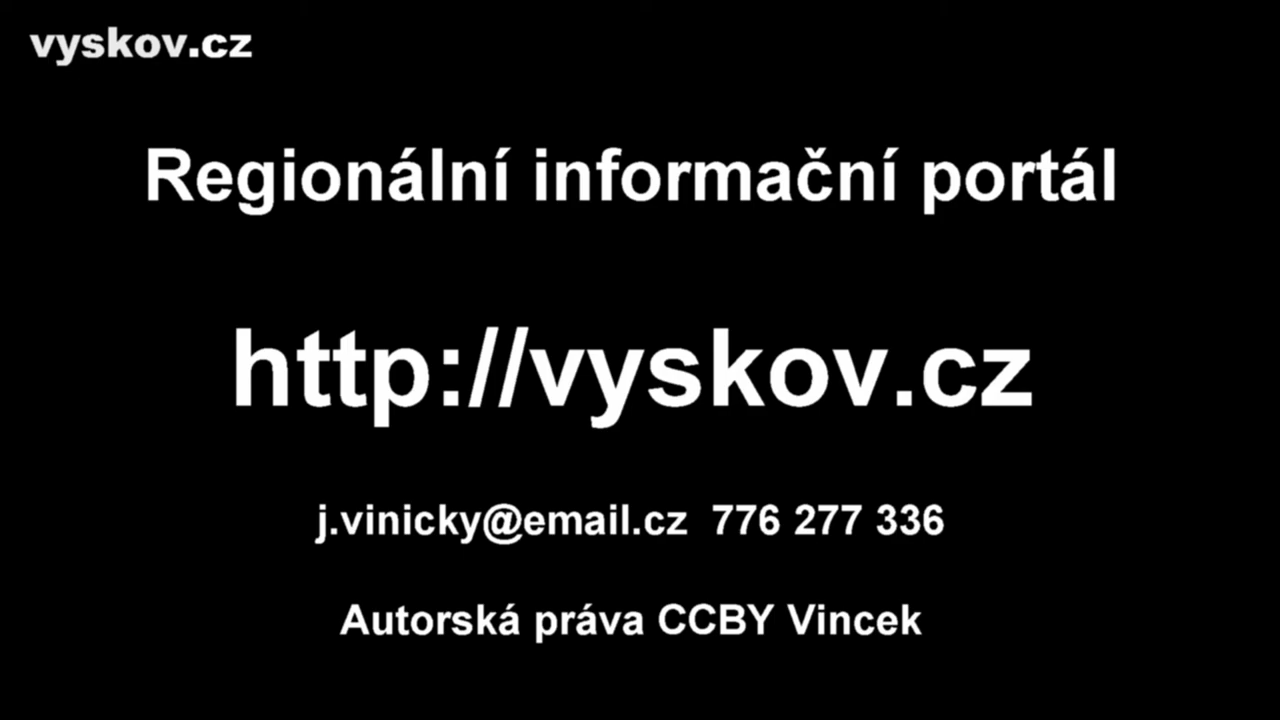 vyskov.cz
Regionální informační portál
http://vyskov.cz
j.vinicky@email.cz 776 277 336
Autorská práva CCBY Vincek